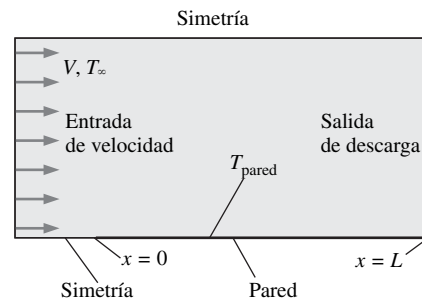 Simetría
V, T∞
Entrada
de velocidad
Salida
de descarga
Tpared
x = 0
x = L
Simetría
Pared